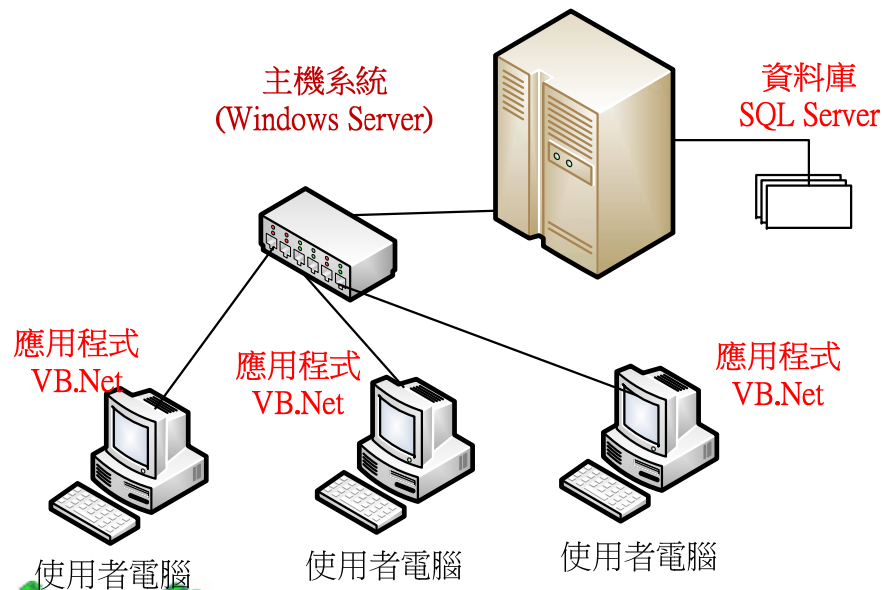 主機系統
(Windows Server)
資料庫
SQL Server
應用程式
VB.Net
應用程式
VB.Net
應用程式
VB.Net
使用者電腦
使用者電腦
使用者電腦